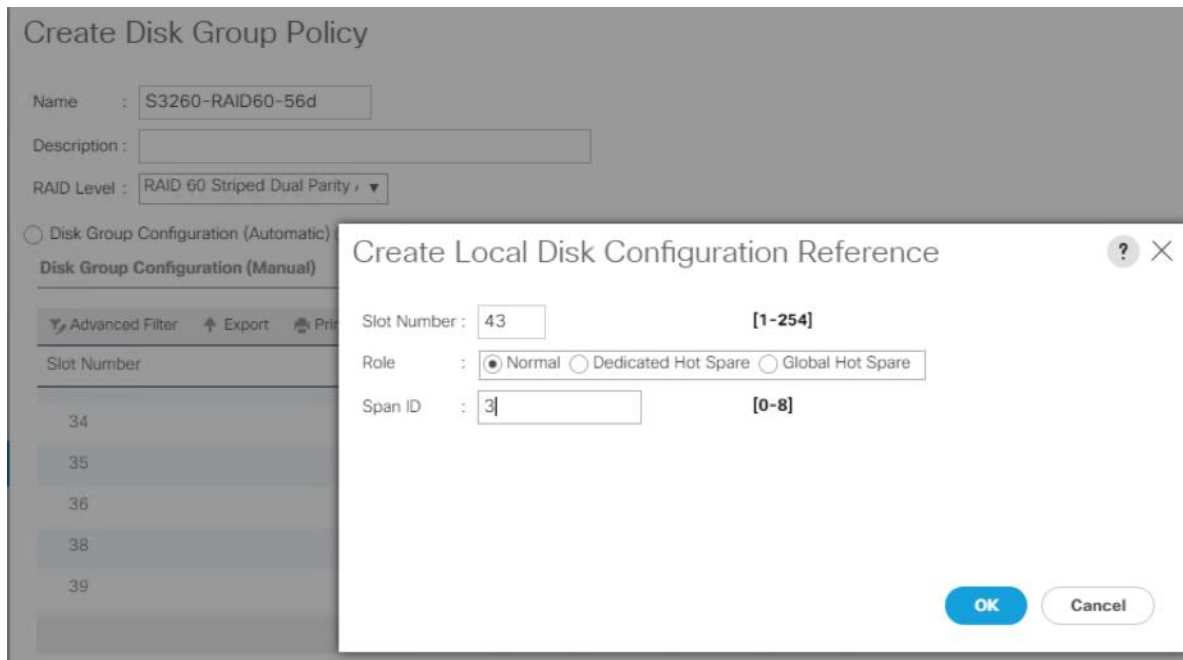 Create Disk Group Policy
Name : S3260-RAID60-56d
Description :
RAID Level : RAID 60 Striped Dual Parity
Disk Group Configuration (Automatic)
Disk Group Configuration (Manual)
Advanced Filter Export
Slot Number
34
35
36
38
39
Create Local Disk Configuration Reference ?
Slot Number : 43 [1-254]
Role : Normal Dedicated Hot Spare Global Hot Spare
Span ID : 3 [0-8]
OK Cancel